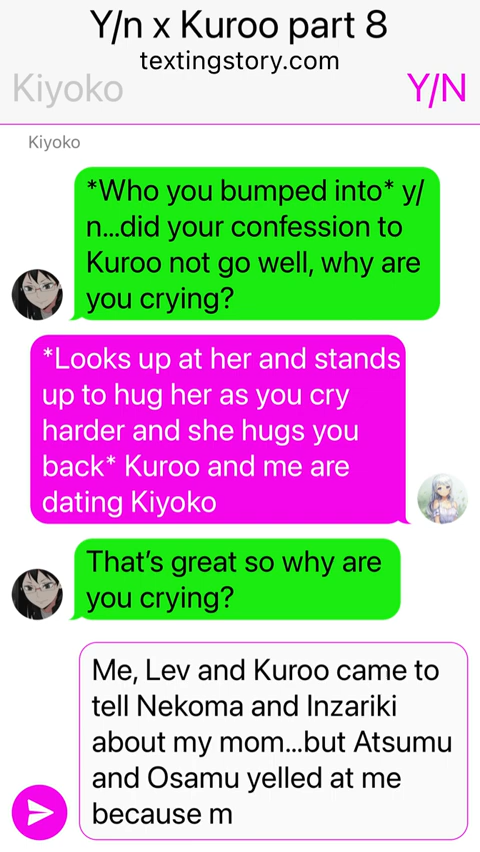 Y/n x Kuroo part 8
textingstory.com
Kiyoko
Y/N
Kiyoko
*Who you bumped into* y/
n...did your confession to
Kuroo not go well, why are
you crying?
*Looks up at her and stands
up to hug her as you cry
harder and she hugs you
back* Kuroo and me are
dating Kiyoko
That's great so why are
you crying?
Me, Lev and Kuroo came to
tell Nekoma and Inzariki
about my mom...but Atsumu
and Osamu yelled at me
because m